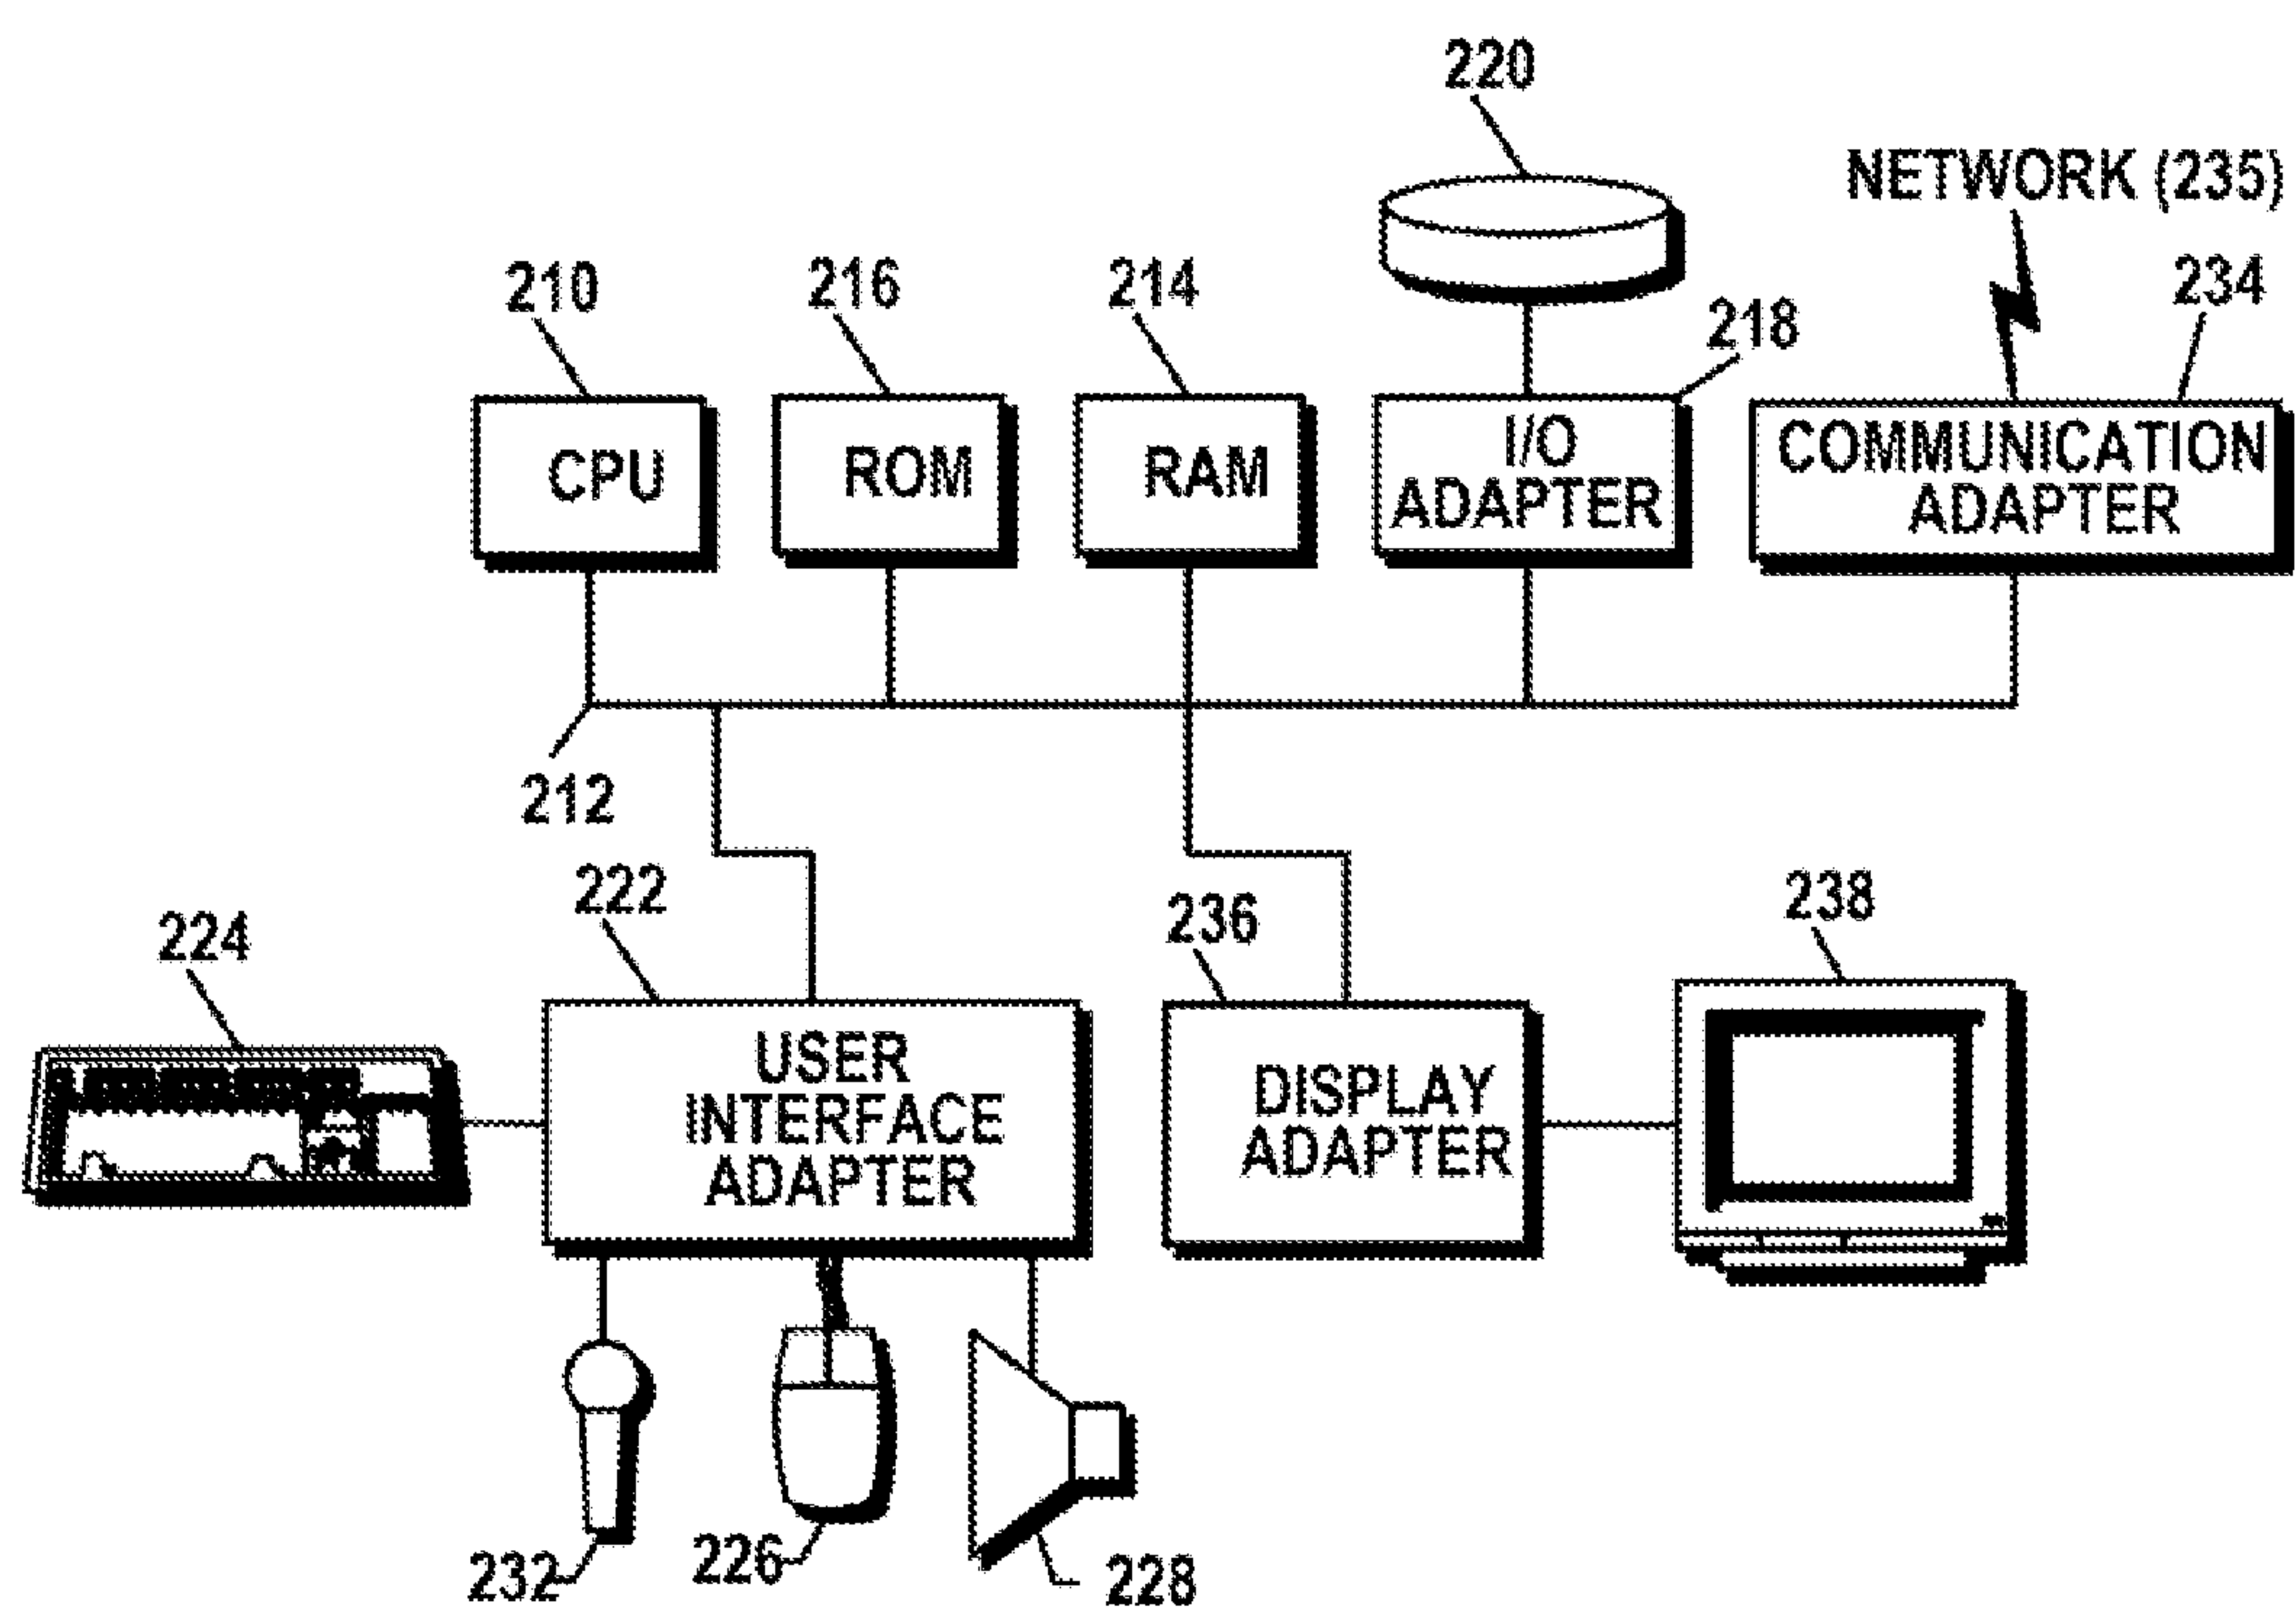 220
NETWORK (235)
210
216
214
218
234
CPU
ROM
RAM
I/O
ADAPTER
COMMUNICATION
ADAPTER
212
222
224
236
238
USER
INTERFACE
ADAPTER
DISPLAY
ADAPTER
232
226
228